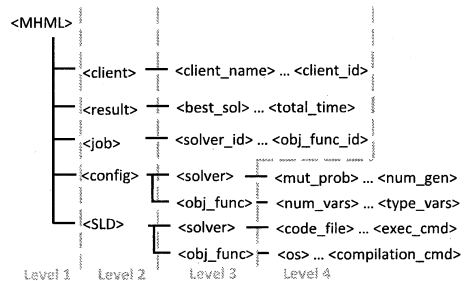 <MHML>
<client> <client_name> ... <client_id>
<result> <best_sol> ... <total_time>
<job> <solver_id> ... <obj_func_id>
<config> <solver> <mut_prob> ... <num_gen>
<obj_func> <num_vars> ... <type_vars>
<SLD> <solver> <code_file> ... <exec_cmd>
<obj_func> <os> ... <compilation_cmd>
Level 1 Level 2 Level 3 Level 4